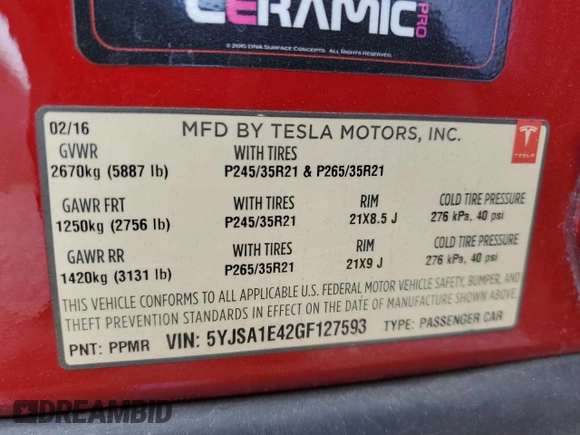 CERAMIC PRO
© 2015 DNA SURFACE CONCEPTS. ALL RIGHTS RESERVED.
02/16 MFD BY TESLA MOTORS, INC.
TESLA
GVWR WITH TIRES
2670kg (5887 lb) P245/35R21 & P265/35R21
GAWR FRT WITH TIRES RIM COLD TIRE PRESSURE
1250kg (2756 lb) P245/35R21 21X8.5 J 276 kPa, 40 psi
GAWR RR WITH TIRES RIM COLD TIRE PRESSURE
1420kg (3131 lb) P265/35R21 21X9 J 276 kPa, 40 psi
THIS VEHICLE CONFORMS TO ALL APPLICABLE U.S. FEDERAL MOTOR VEHICLE SAFETY, BUMPER, AND
THEFT PREVENTION STANDARDS IN EFFECT ON THE DATE OF MANUFACTURE SHOWN ABOVE.
PNT: PPMR VIN: 5YJSA1E42GF127593 TYPE: PASSENGER CAR
DREAMBID